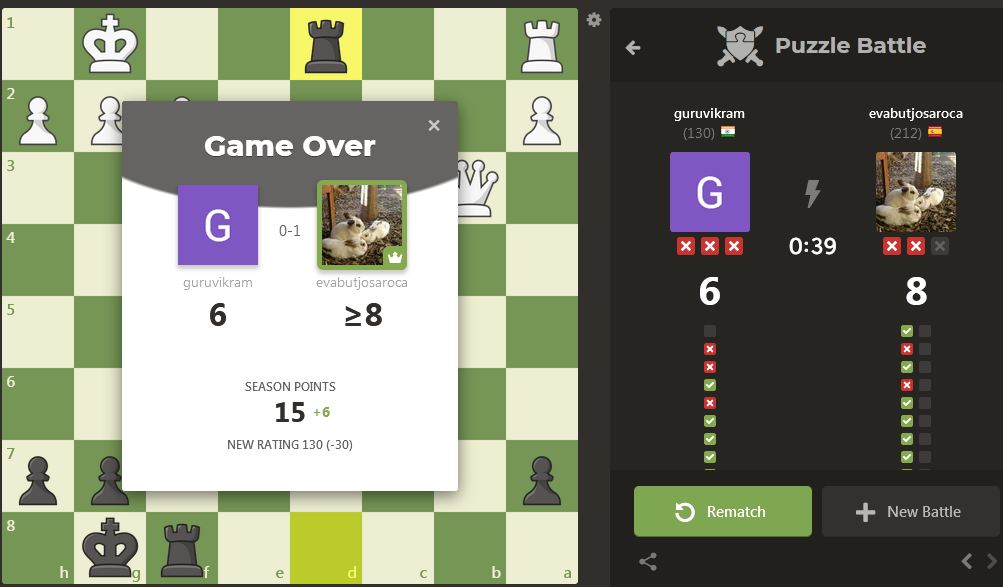 1
2
3
4
5
6
7
8
h
g
f
e
d
c
b
a
Game Over
G
0-1
guruvikram
evabutjosaroca
6
≥8
SEASON POINTS
15 +6
NEW RATING 130 (-30)
Puzzle Battle
guruvikram
evabutjosaroca
(130)
(212)
G
0:39
6
8
Rematch
New Battle